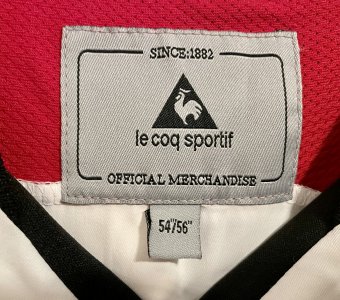 SINCE:1882
le coq sportif
OFFICIAL MERCHANDISE
54"/56"